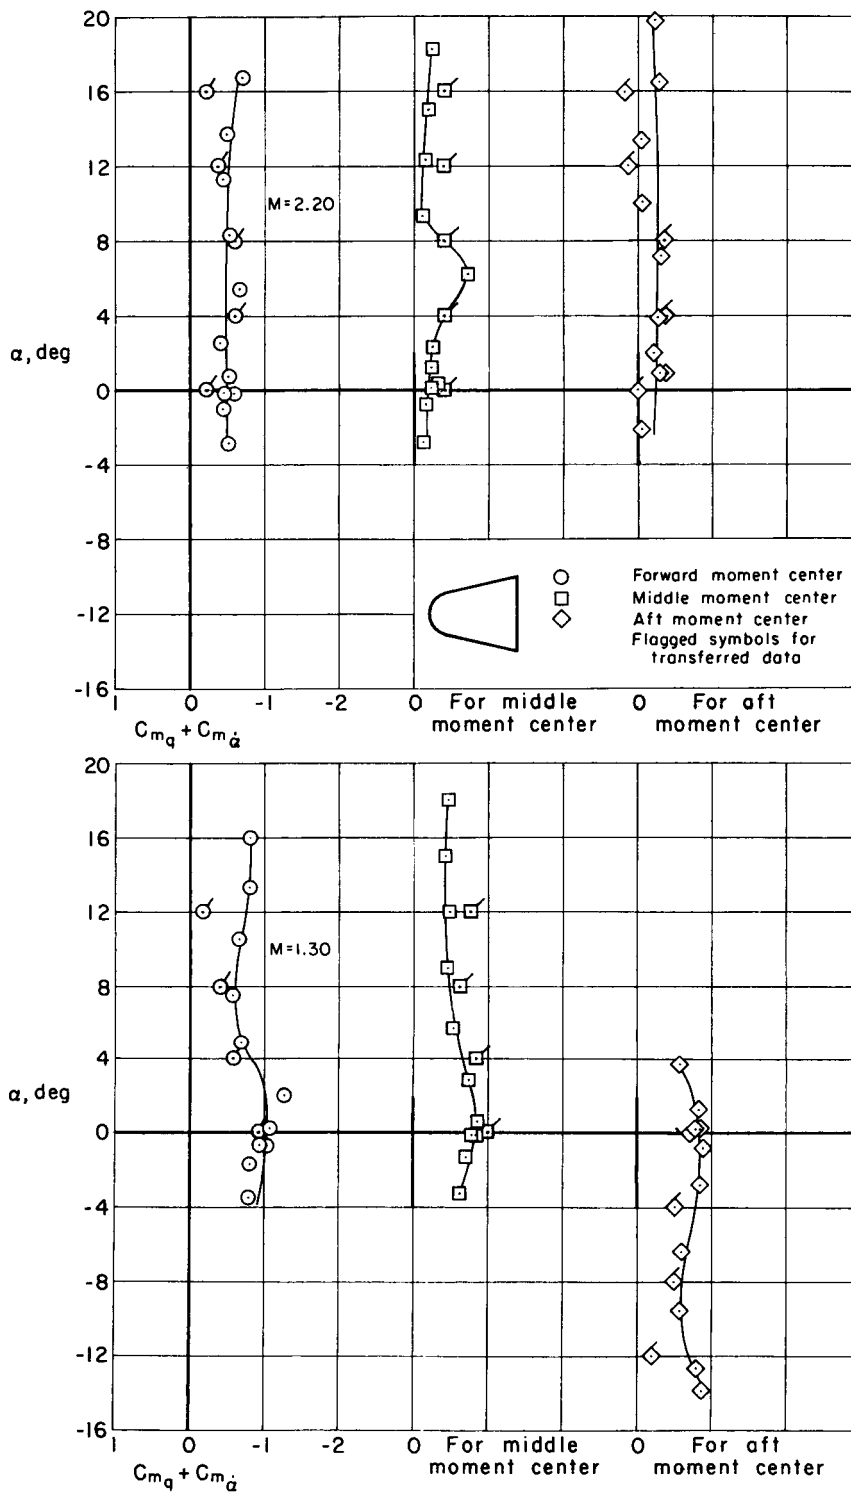 20
16
12
M=2.20
8
4
α, deg
0
-4
-8
Forward moment center
Middle moment center
-12
Aft moment center
Flagged symbols for
transferred data
-16
1 0 -1 -2 0 For middle 0 For aft
Cmq + Cmα̇ moment center moment center
20
16
12
M=1.30
8
4
α, deg
0
-4
-8
-12
-16
1 0 -1 -2 0 For middle 0 For aft
Cmq + Cmα̇ moment center moment center